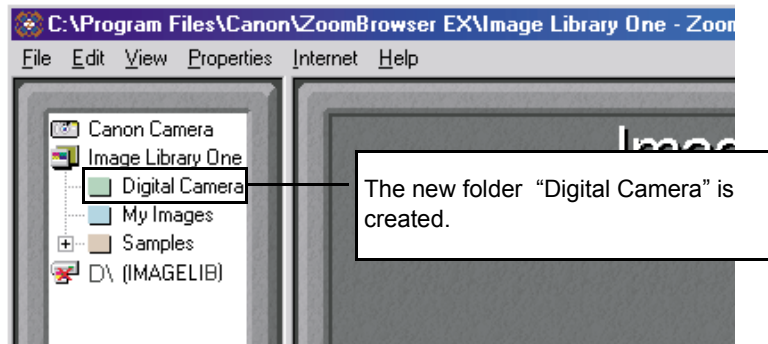 C:\Program Files\Canon\ZoomBrowser EX\Image Library One - Zoom
File Edit View Properties Internet Help
Canon Camera
Image Library One
Digital Camera
My Images
Samples
D\ (IMAGELIB)
The new folder “Digital Camera” is
created.